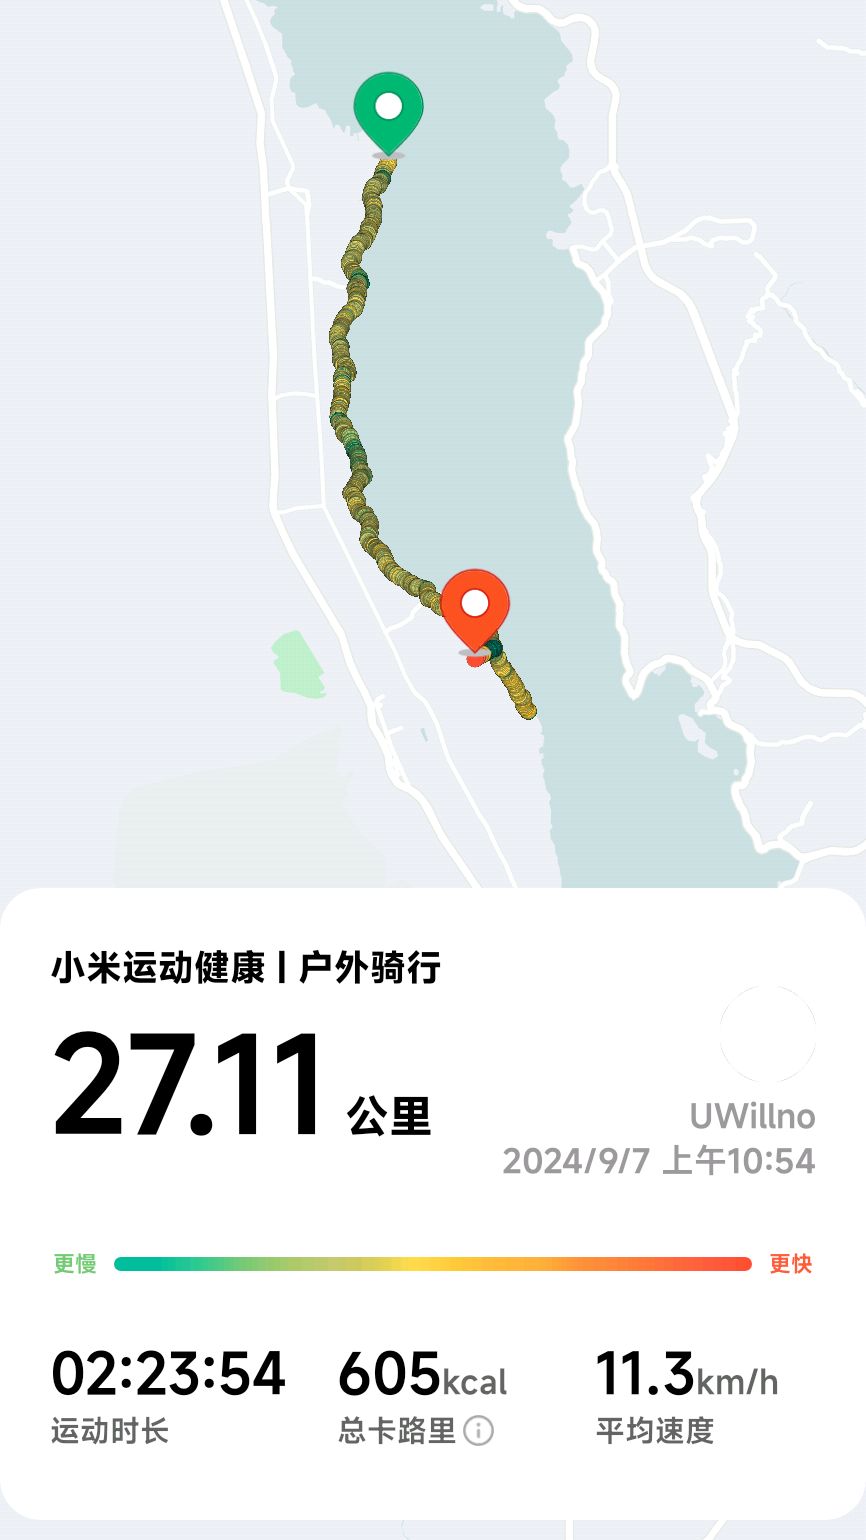 小米运动健康 | 户外骑行
27.11 公里
UWillno
2024/9/7 上午10:54
更慢 更快
02:23:54 605kcal 11.3km/h
运动时长 总卡路里 平均速度